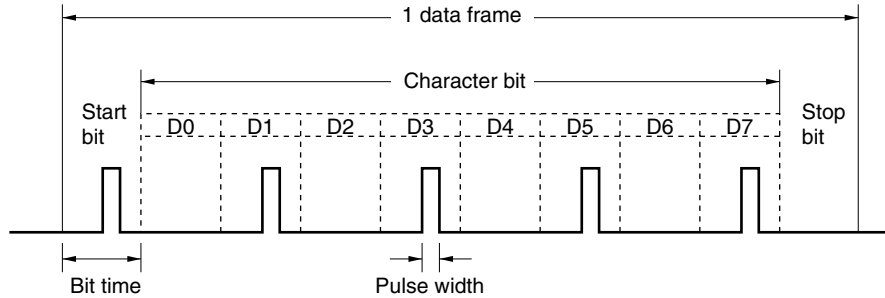 1 data frame
Character bit
Start
bit
Stop
bit
D0 D1 D2 D3 D4 D5 D6 D7
Bit time
Pulse width